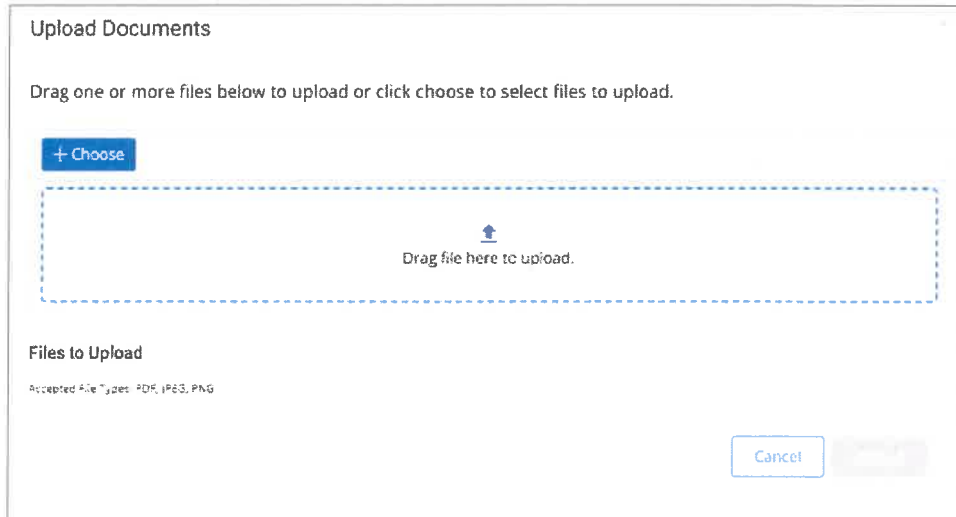 Upload Documents
Drag one or more files below to upload or click choose to select files to upload.
+ Choose
Drag file here to upload.
Files to Upload
Accepted File Types: PDF, JPEG, PNG
Cancel